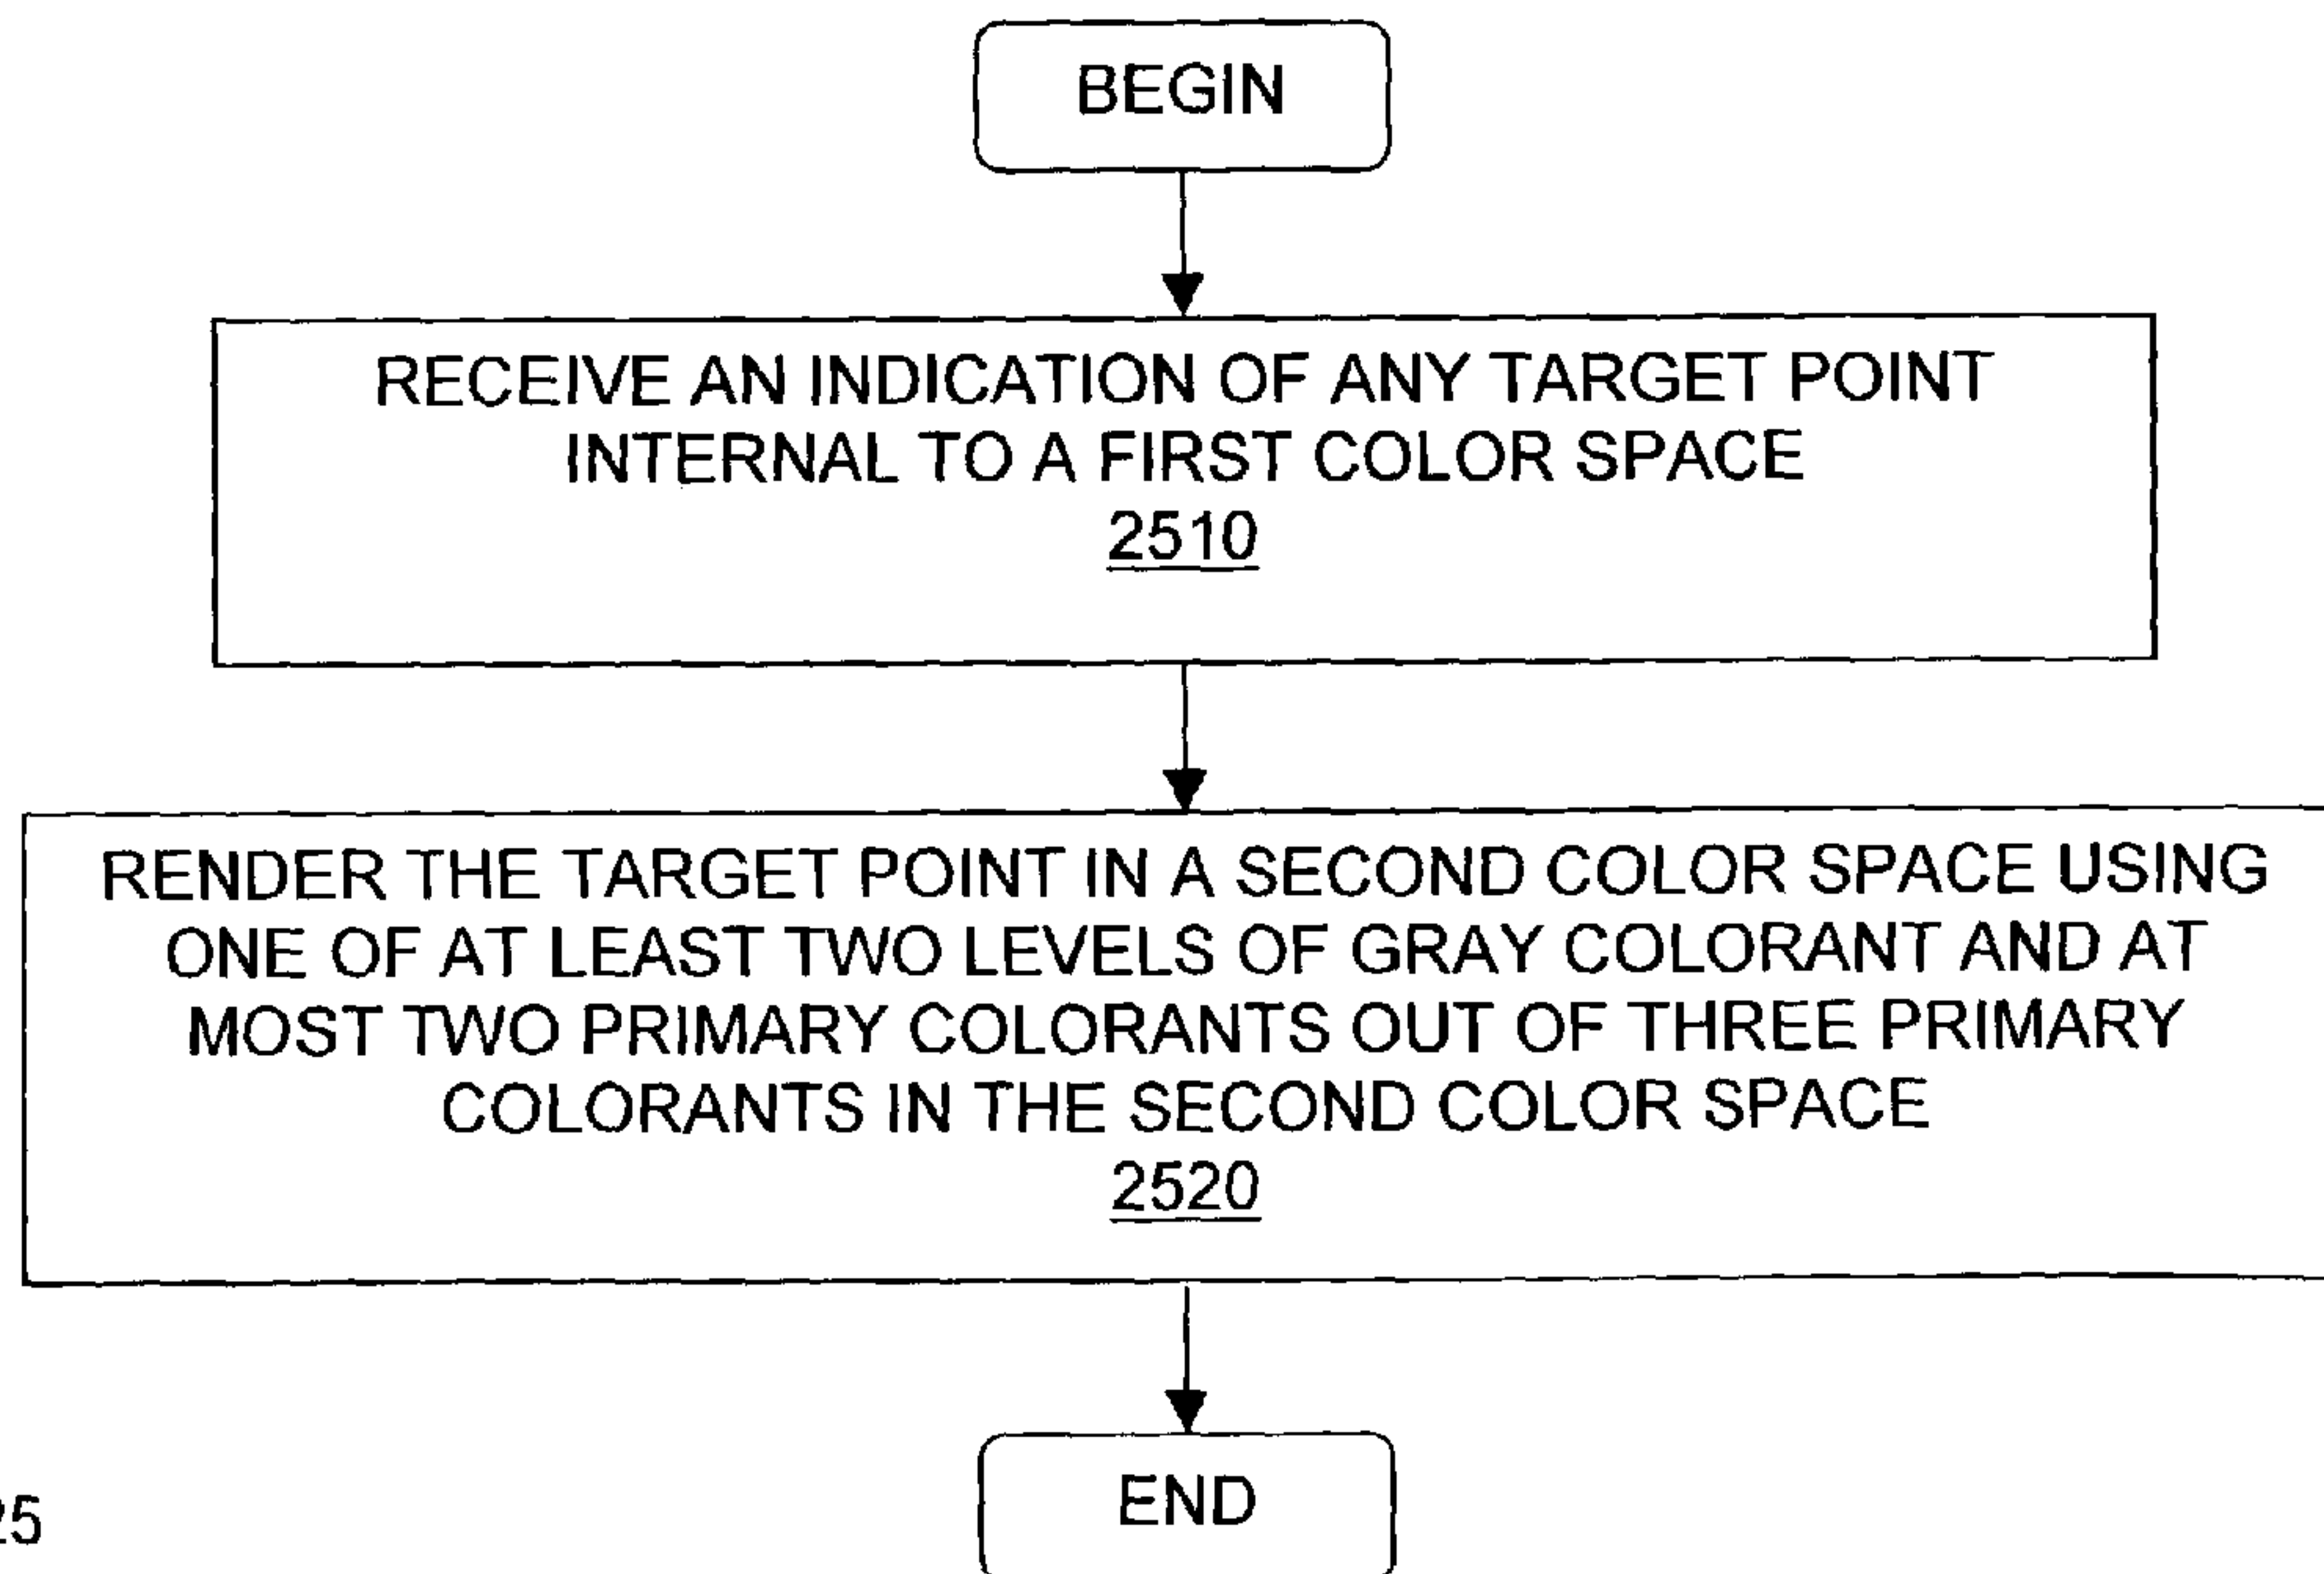 BEGIN
RECEIVE AN INDICATION OF ANY TARGET POINT
INTERNAL TO A FIRST COLOR SPACE
2510
RENDER THE TARGET POINT IN A SECOND COLOR SPACE USING
ONE OF AT LEAST TWO LEVELS OF GRAY COLORANT AND AT
MOST TWO PRIMARY COLORANTS OUT OF THREE PRIMARY
COLORANTS IN THE SECOND COLOR SPACE
2520
END
25